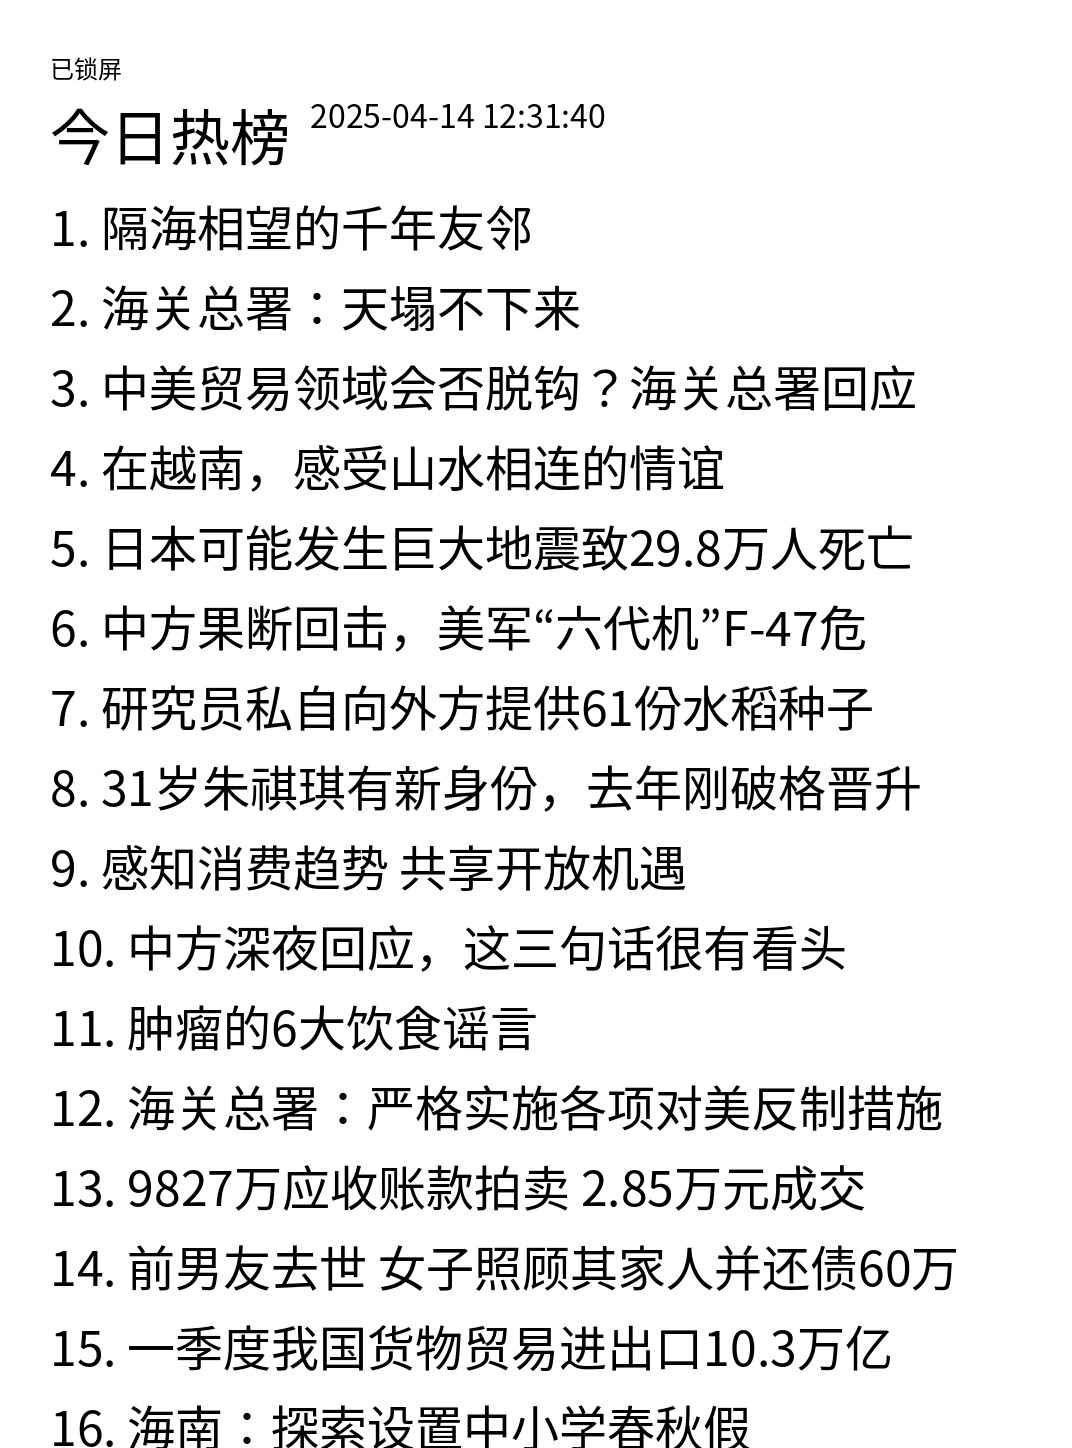 已锁屏
今日热榜 2025-04-14 12:31:40
1. 隔海相望的千年友邻
2. 海关总署：天塌不下来
3. 中美贸易领域会否脱钩？海关总署回应
4. 在越南，感受山水相连的情谊
5. 日本可能发生巨大地震致29.8万人死亡
6. 中方果断回击，美军“六代机”F-47危
7. 研究员私自向外方提供61份水稻种子
8. 31岁朱祺琪有新身份，去年刚破格晋升
9. 感知消费趋势 共享开放机遇
10. 中方深夜回应，这三句话很有看头
11. 肿瘤的6大饮食谣言
12. 海关总署：严格实施各项对美反制措施
13. 9827万应收账款拍卖 2.85万元成交
14. 前男友去世 女子照顾其家人并还债60万
15. 一季度我国货物贸易进出口10.3万亿
16. 海南：探索设置中小学春秋假